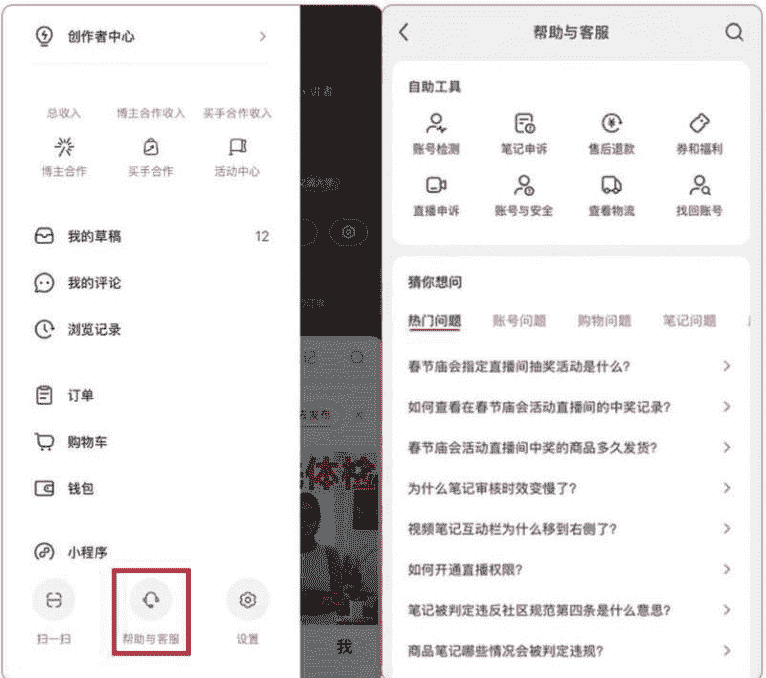 创作者中心
总收入
博主合作收入
买手合作收入
博主合作
买手合作
活动中心
我的草稿
12
我的评论
浏览记录
订单
购物车
钱包
小程序
扫一扫
帮助与客服
设置
我
帮助与客服
自助工具
账号检测
笔记申诉
售后退款
券和福利
直播申诉
账号与安全
查看物流
找回账号
猜你想问
热门问题
账号问题
购物问题
笔记问题
春节庙会指定直播间抽奖活动是什么?
如何查看在春节庙会活动直播间的中奖记录?
春节庙会活动直播间中奖的商品多久发货?
为什么笔记审核时效变慢了?
视频笔记互动栏为什么移到右侧了?
如何开通直播权限?
笔记被判定违反社区规范第四条是什么意思?
商品笔记哪些情况会被判定违规?